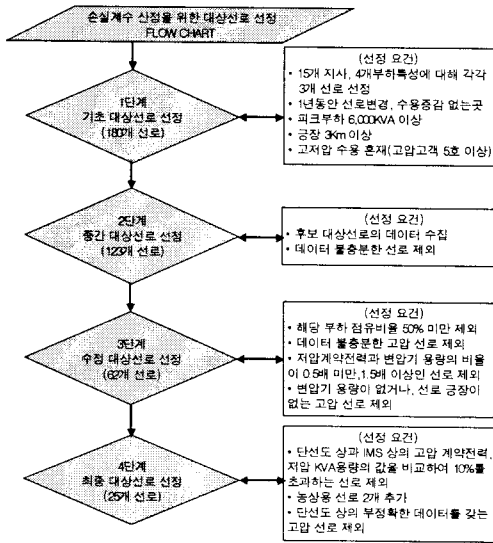 손실계수 산정을 위한 대상선로 선정
FLOW CHART
1단계
기초 대상선로 선정
(180개 선로)
(선정 요건)
• 15개 지사, 4개부하특성에 대해 각각
3개 선로 선정
• 1년동안 선로변경, 수용증감 없는곳
• 피크부하 6,000KVA 이상
• 긍장 3Km 이상
• 고저압 수용 혼재(고압고객 5호 이상)
2단계
중간 대상선로 선정
(123개 선로)
(선정 요건)
• 후보 대상선로의 데이터 수집
• 데이터 불충분한 선로 제외
3단계
수정 대상선로 선정
(62개 선로)
(선정 요건)
• 해당 부하 점유비율 50% 미만 제외
• 데이터 불충분한 고압 선로 제외
• 저압계약전력과 변압기 용량의 비율
이 0.5배 미만,1.5배 이상인 선로 제외
• 변압기 용량이 없거나, 선로 긍장이
없는 고압 선로 제외
4단계
최종 대상선로 선정
(25개 선로)
(선정 요건)
• 단선도 상과 IMS 상의 고압 계약전력,
저압 KVA용량의 값을 비교하여 10%를
초과하는 선로 제외
• 농상용 선로 2개 추가
• 단선도 상의 부정확한 데이터를 갖는
고압 선로 제외